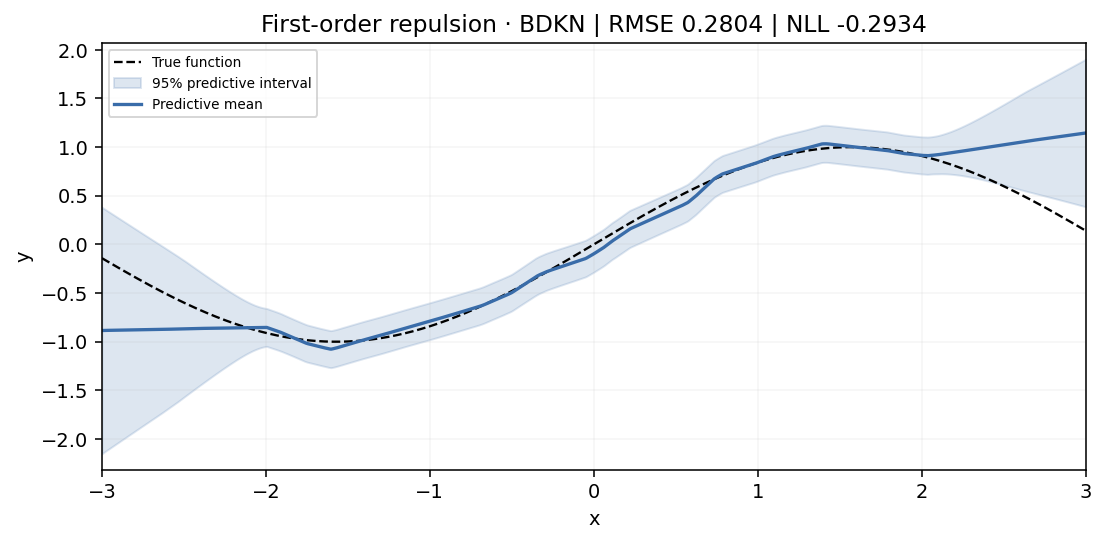 First-order repulsion · BDKN | RMSE 0.2804 | NLL -0.2934
True function
95% predictive interval
Predictive mean
2.0
1.5
1.0
0.5
0.0
−0.5
−1.0
−1.5
−2.0
y
−3 −2 −1 0 1 2 3
x